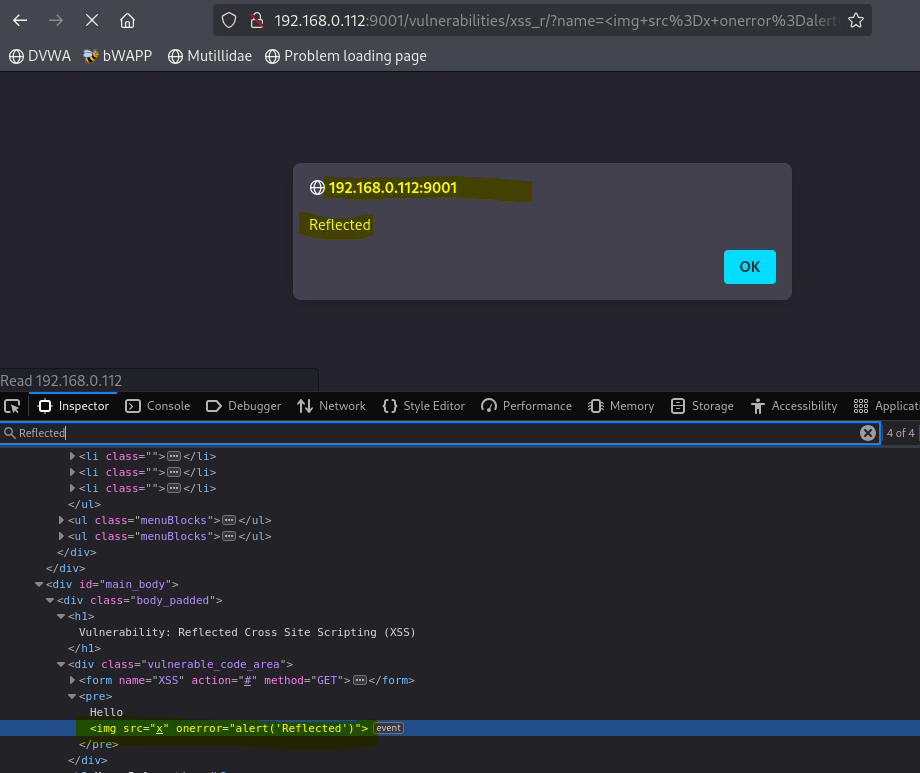 192.168.0.112:9001/vulnerabilities/xss_r/?name=<img+src%3Dx+onerror%3Dalert
DVWA bWAPP Mutillidae Problem loading page
192.168.0.112:9001
Reflected
OK
Read 192.168.0.112
Inspector Console Debugger Network Style Editor Performance Memory Storage Accessibility Applicat
Reflected 4 of 4
<li class="">…</li>
<li class="">…</li>
<li class="">…</li>
</ul>
<ul class="menuBlocks">…</ul>
<ul class="menuBlocks">…</ul>
</div>
</div>
<div id="main_body">
<div class="body_padded">
<h1>
Vulnerability: Reflected Cross Site Scripting (XSS)
</h1>
<div class="vulnerable_code_area">
<form name="XSS" action="#" method="GET">…</form>
<pre>
Hello
<img src="x" onerror="alert('Reflected')"> event
</pre>
</div>